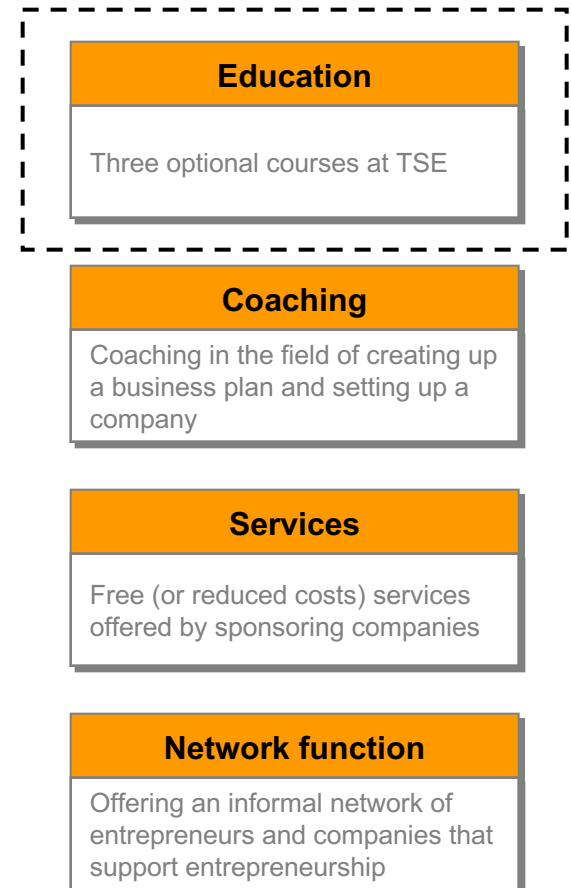 Education
Three optional courses at TSE
Coaching
Coaching in the field of creating up
a business plan and setting up a
company
Services
Free (or reduced costs) services
offered by sponsoring companies
Network function
Offering an informal network of
entrepreneurs and companies that
support entrepreneurship